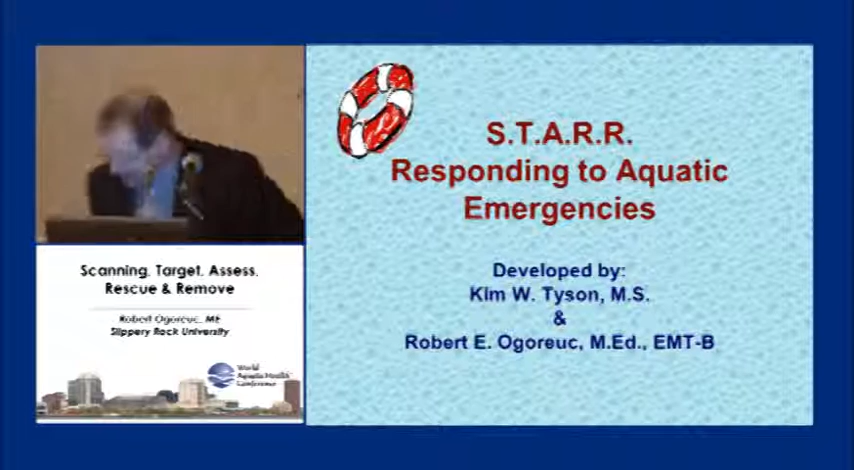 S.T.A.R.R.
Responding to Aquatic
Emergencies
Developed by:
Kim W. Tyson, M.S.
&
Robert E. Ogoreuc, M.Ed., EMT-B
Scanning, Target, Assess,
Rescue & Remove
Robert Ogoreuc, ME
Slippery Rock University
World
Aquatic Health
Conference